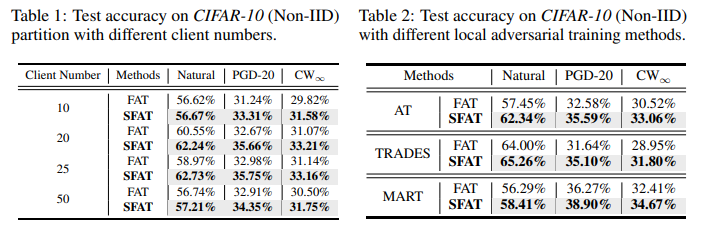 Table 1: Test accuracy on CIFAR-10 (Non-IID)
partition with different client numbers.
Client Number Methods Natural PGD-20 CW∞
10 FAT 56.62% 31.24% 29.82%
SFAT 56.67% 33.31% 31.58%
20 FAT 60.55% 32.67% 31.07%
SFAT 62.24% 35.66% 33.21%
25 FAT 58.97% 32.98% 31.14%
SFAT 62.73% 35.75% 33.16%
50 FAT 56.74% 32.91% 30.50%
SFAT 57.21% 34.35% 31.75%
Table 2: Test accuracy on CIFAR-10 (Non-IID)
with different local adversarial training methods.
Methods Natural PGD-20 CW∞
AT FAT 57.45% 32.58% 30.52%
SFAT 62.34% 35.59% 33.06%
TRADES FAT 64.00% 31.64% 28.95%
SFAT 65.26% 35.10% 31.80%
MART FAT 56.29% 36.27% 32.41%
SFAT 58.41% 38.90% 34.67%